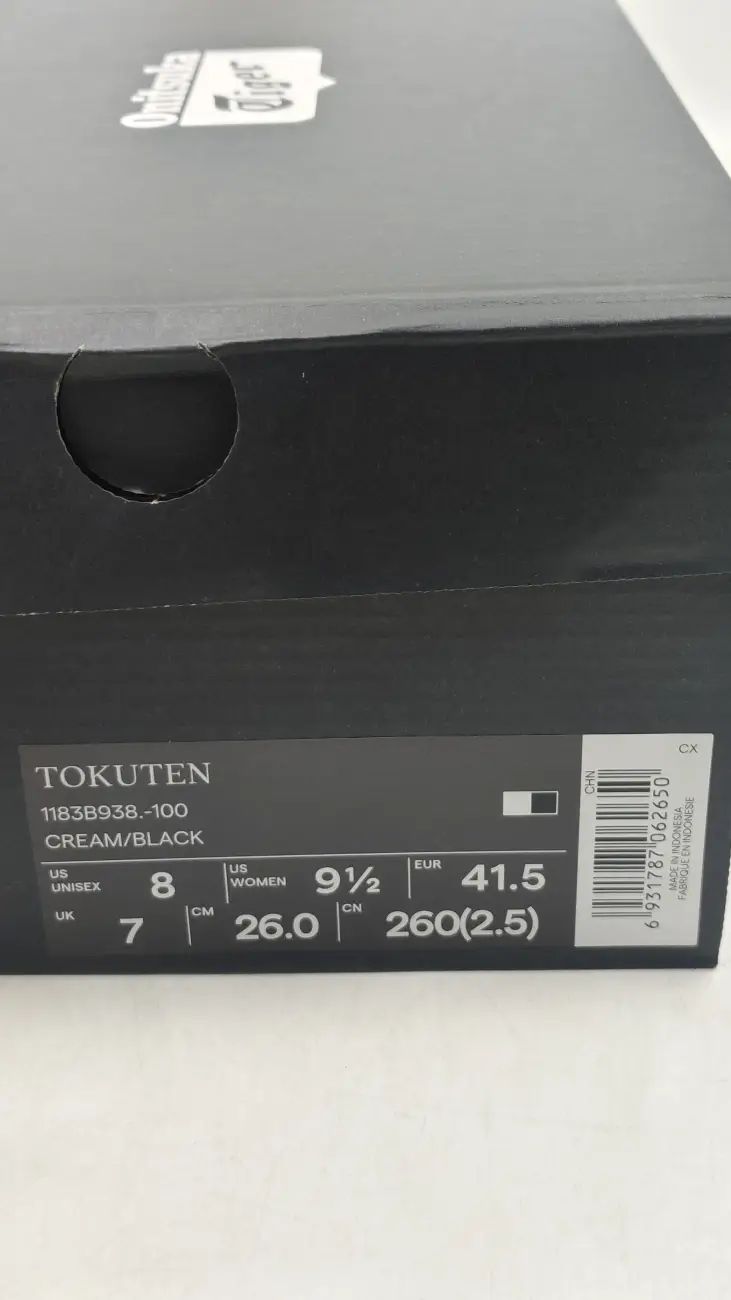 Onitsuka
Tiger
TOKUTEN
1183B938.-100
CREAM/BLACK
US
UNISEX 8
US
WOMEN 9½
EUR 41.5
UK 7
CM 26.0
CN 260(2.5)
CX
CHN
6 931787 062650
MADE IN INDONESIA
FABRIQUE EN INDONESIE